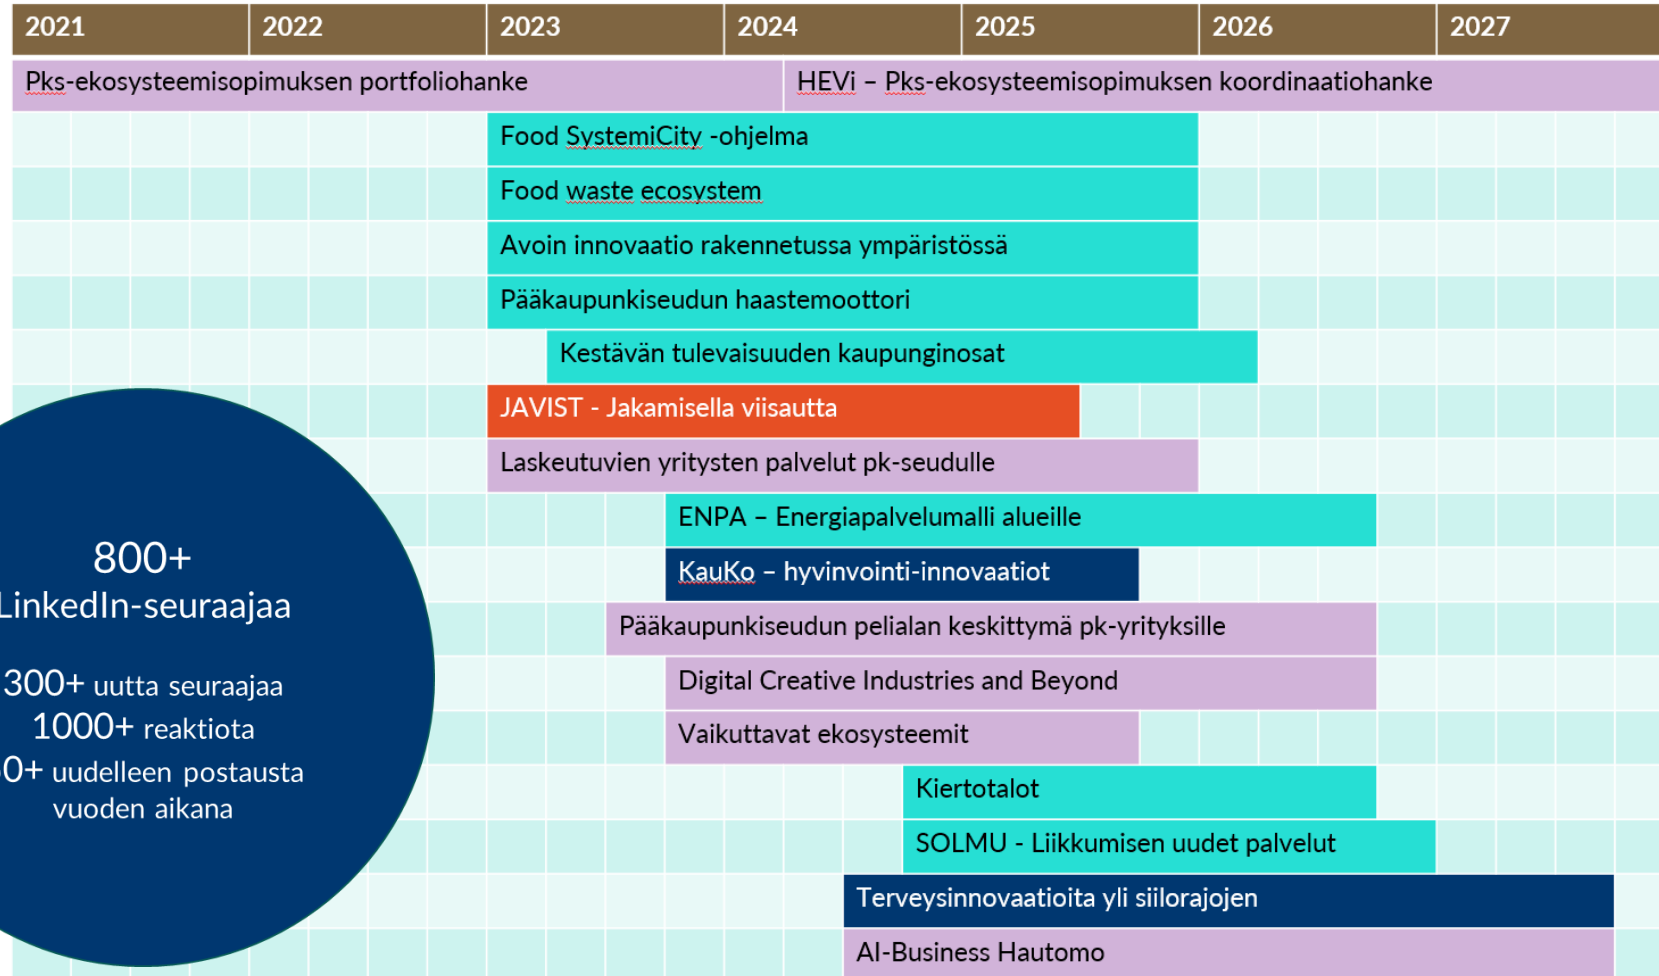 2021 2022 2023 2024 2025 2026 2027
Pks-ekosysteemisopimuksen portfoliohanke HEVi – Pks-ekosysteemisopimuksen koordinaatiohanke
Food SystemiCity -ohjelma
Food waste ecosystem
Avoin innovaatio rakennetussa ympäristössä
Pääkaupunkiseudun haastemoottori
Kestävän tulevaisuuden kaupunginosat
JAVIST - Jakamisella viisautta
Laskeutuvien yritysten palvelut pk-seudulle
ENPA – Energiapalvelumalli alueille
KauKo – hyvinvointi-innovaatiot
Pääkaupunkiseudun pelialan keskittymä pk-yrityksille
Digital Creative Industries and Beyond
Vaikuttavat ekosysteemit
Kiertotalot
SOLMU - Liikkumisen uudet palvelut
Terveysinnovaatioita yli siilorajojen
AI-Business Hautomo
800+
LinkedIn-seuraajaa
300+ uutta seuraajaa
1000+ reaktiota
uudelleen postausta
vuoden aikana